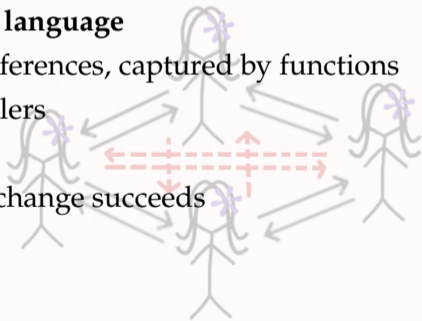 language
ferences, captured by functions
lers
change succeeds